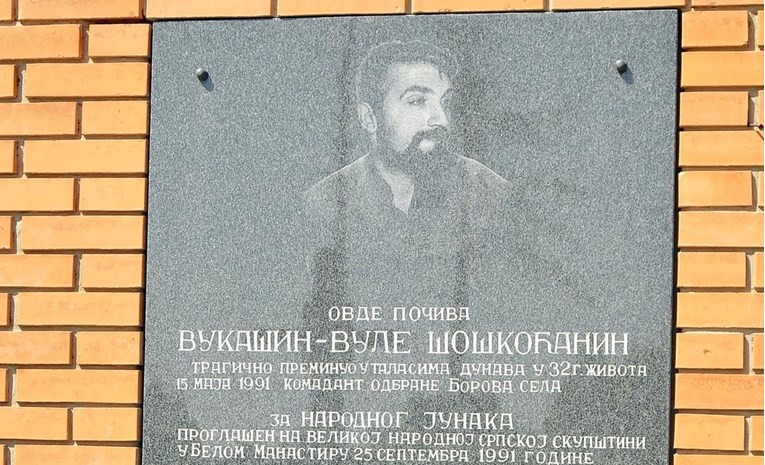 ОВДЕ ПОЧИВА
ВУКАШИН-ВУЛЕ ШОШКОЋАНИН
ТРАГИЧНО ПРЕМИНУО У ТАЛАСИМА ДУНАВА У 32 г. ЖИВОТА
15 МАЈА 1991 КОМАДАНТ ОДБРАНЕ БОРОВА СЕЛА
ЗА НАРОДНОГ ЈУНАКА
ПРОГЛАШЕН НА ВЕЛИКОЈ НАРОДНОЈ СРПСКОЈ СКУПШТИНИ
У БЕЛОМ МАНАСТИРУ 25 СЕПТЕМБРА 1991 ГОДИНЕ